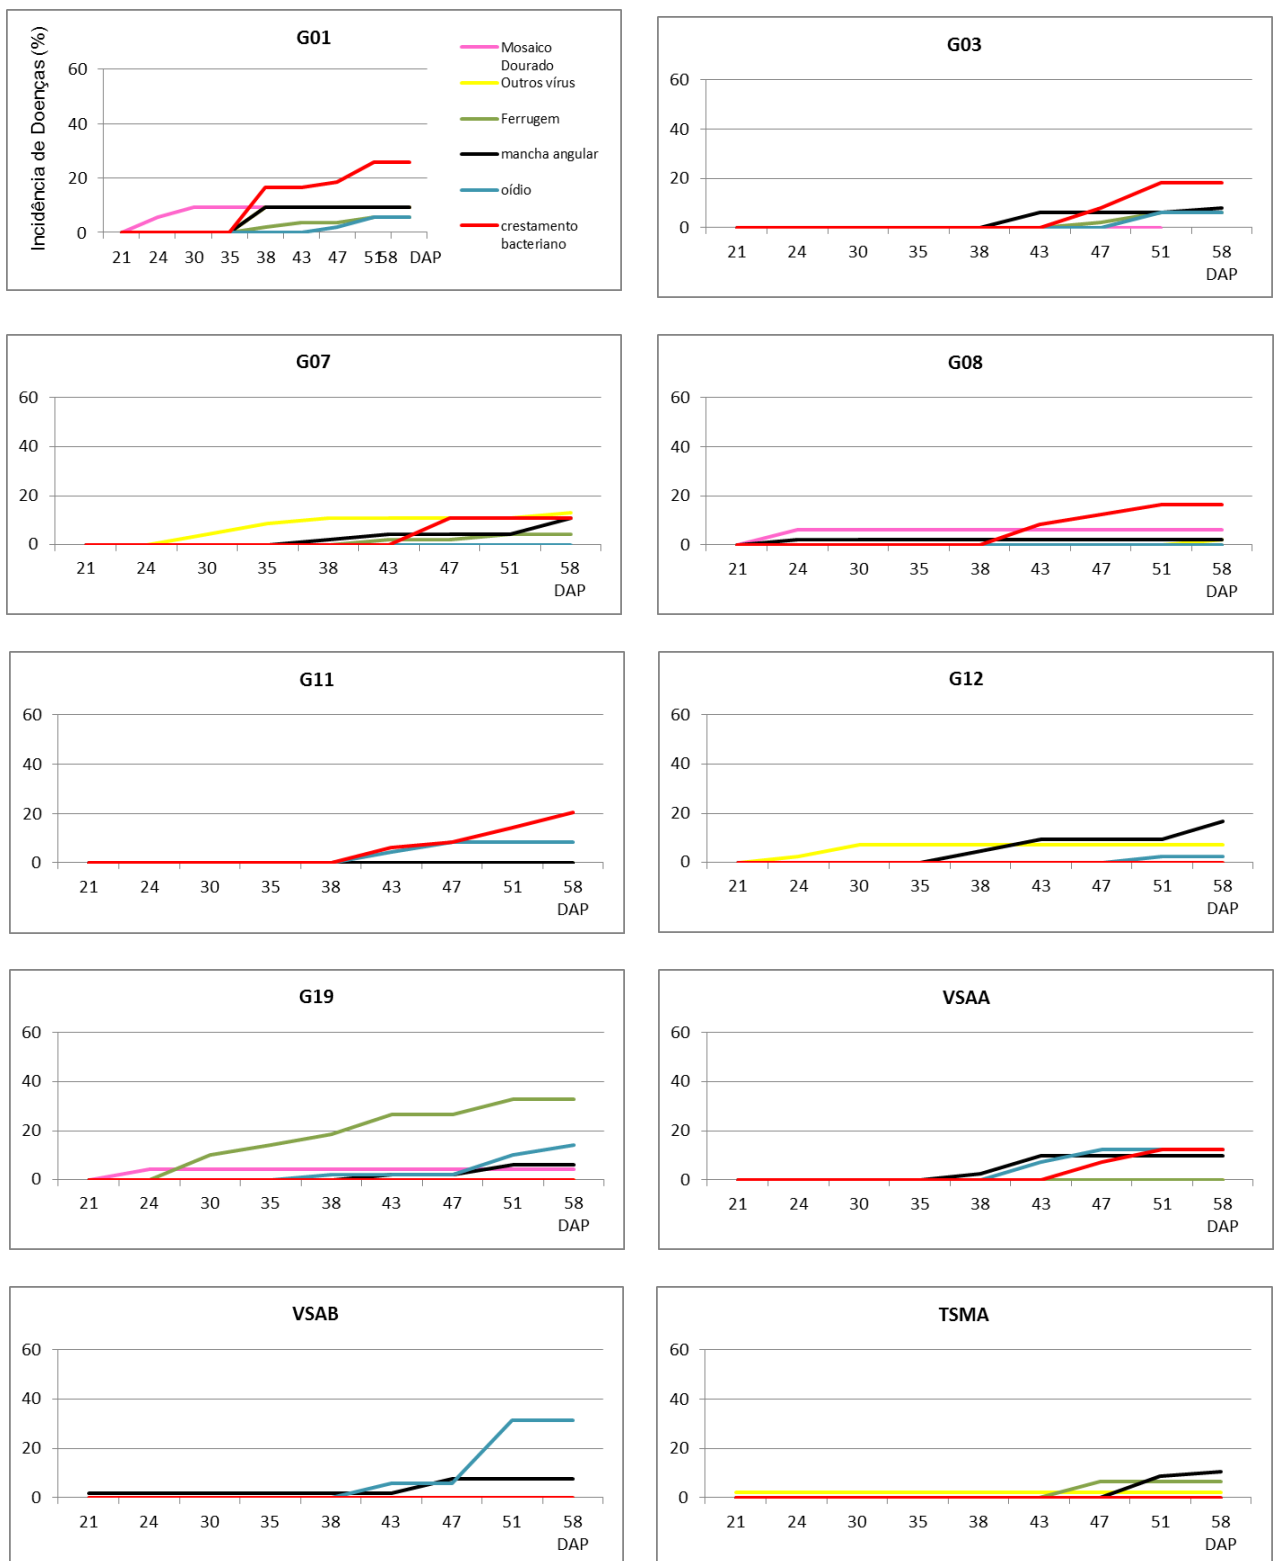 Incidência de Doenças (%)
G01
60
40
20
0
21 24 30 35 38 43 47 51 58 DAP
Mosaico
Dourado
Outros vírus
Ferrugem
mancha angular
oídio
crestamento
bacteriano
G03
60
40
20
0
21 24 30 35 38 43 47 51 58
DAP
G07
60
40
20
0
21 24 30 35 38 43 47 51 58
DAP
G08
60
40
20
0
21 24 30 35 38 43 47 51 58
DAP
G11
60
40
20
0
21 24 30 35 38 43 47 51 58
DAP
G12
60
40
20
0
21 24 30 35 38 43 47 51 58
DAP
G19
60
40
20
0
21 24 30 35 38 43 47 51 58
DAP
VSAA
60
40
20
0
21 24 30 35 38 43 47 51 58
DAP
VSAB
60
40
20
0
21 24 30 35 38 43 47 51 58
DAP
TSMA
60
40
20
0
21 24 30 35 38 43 47 51 58
DAP